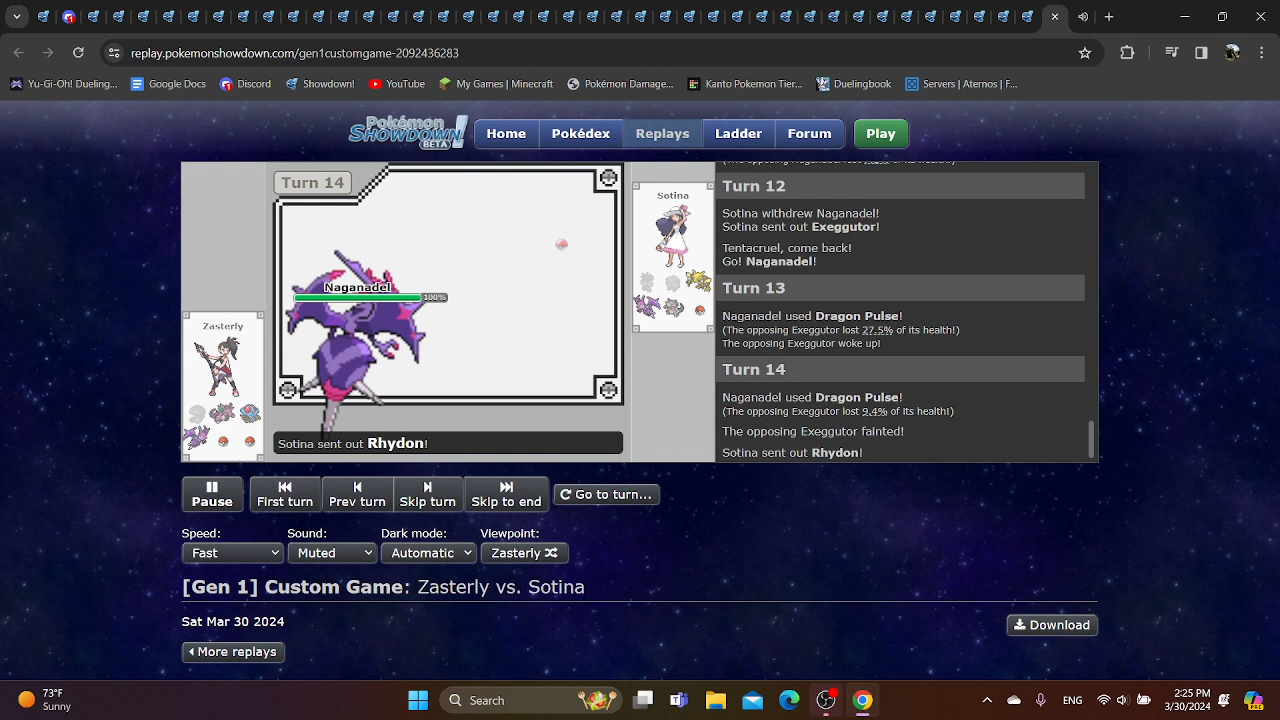 replay.pokemonshowdown.com/gen1customgame-2092436283
Yu-Gi-Oh! Dueling...
Google Docs
Discord
Showdown!
YouTube
My Games | Minecraft
Pokémon Damage...
Kanto Pokemon Tier...
Duelingbook
Servers | Aternos | F...
Pokémon
SHOWDOWN!
BETA
Home
Pokédex
Replays
Ladder
Forum
Play
Turn 14
Naganadel
100%
Sotina sent out Rhydon!
Zasterly
Sotina
Turn 12
Sotina withdrew Naganadel!
Sotina sent out Exeggutor!
Tentacruel, come back!
Go! Naganadel!
Turn 13
Naganadel used Dragon Pulse!
(The opposing Exeggutor lost 27.5% of its health!)
The opposing Exeggutor woke up!
Turn 14
Naganadel used Dragon Pulse!
(The opposing Exeggutor lost 9.4% of its health!)
The opposing Exeggutor fainted!
Sotina sent out Rhydon!
Pause
First turn
Prev turn
Skip turn
Skip to end
Go to turn...
Speed:
Sound:
Dark mode:
Viewpoint:
Fast
Muted
Automatic
Zasterly
[Gen 1] Custom Game: Zasterly vs. Sotina
Sat Mar 30 2024
Download
More replays
73°F
Sunny
Search
ENG
2:25 PM
3/30/2024
PRE